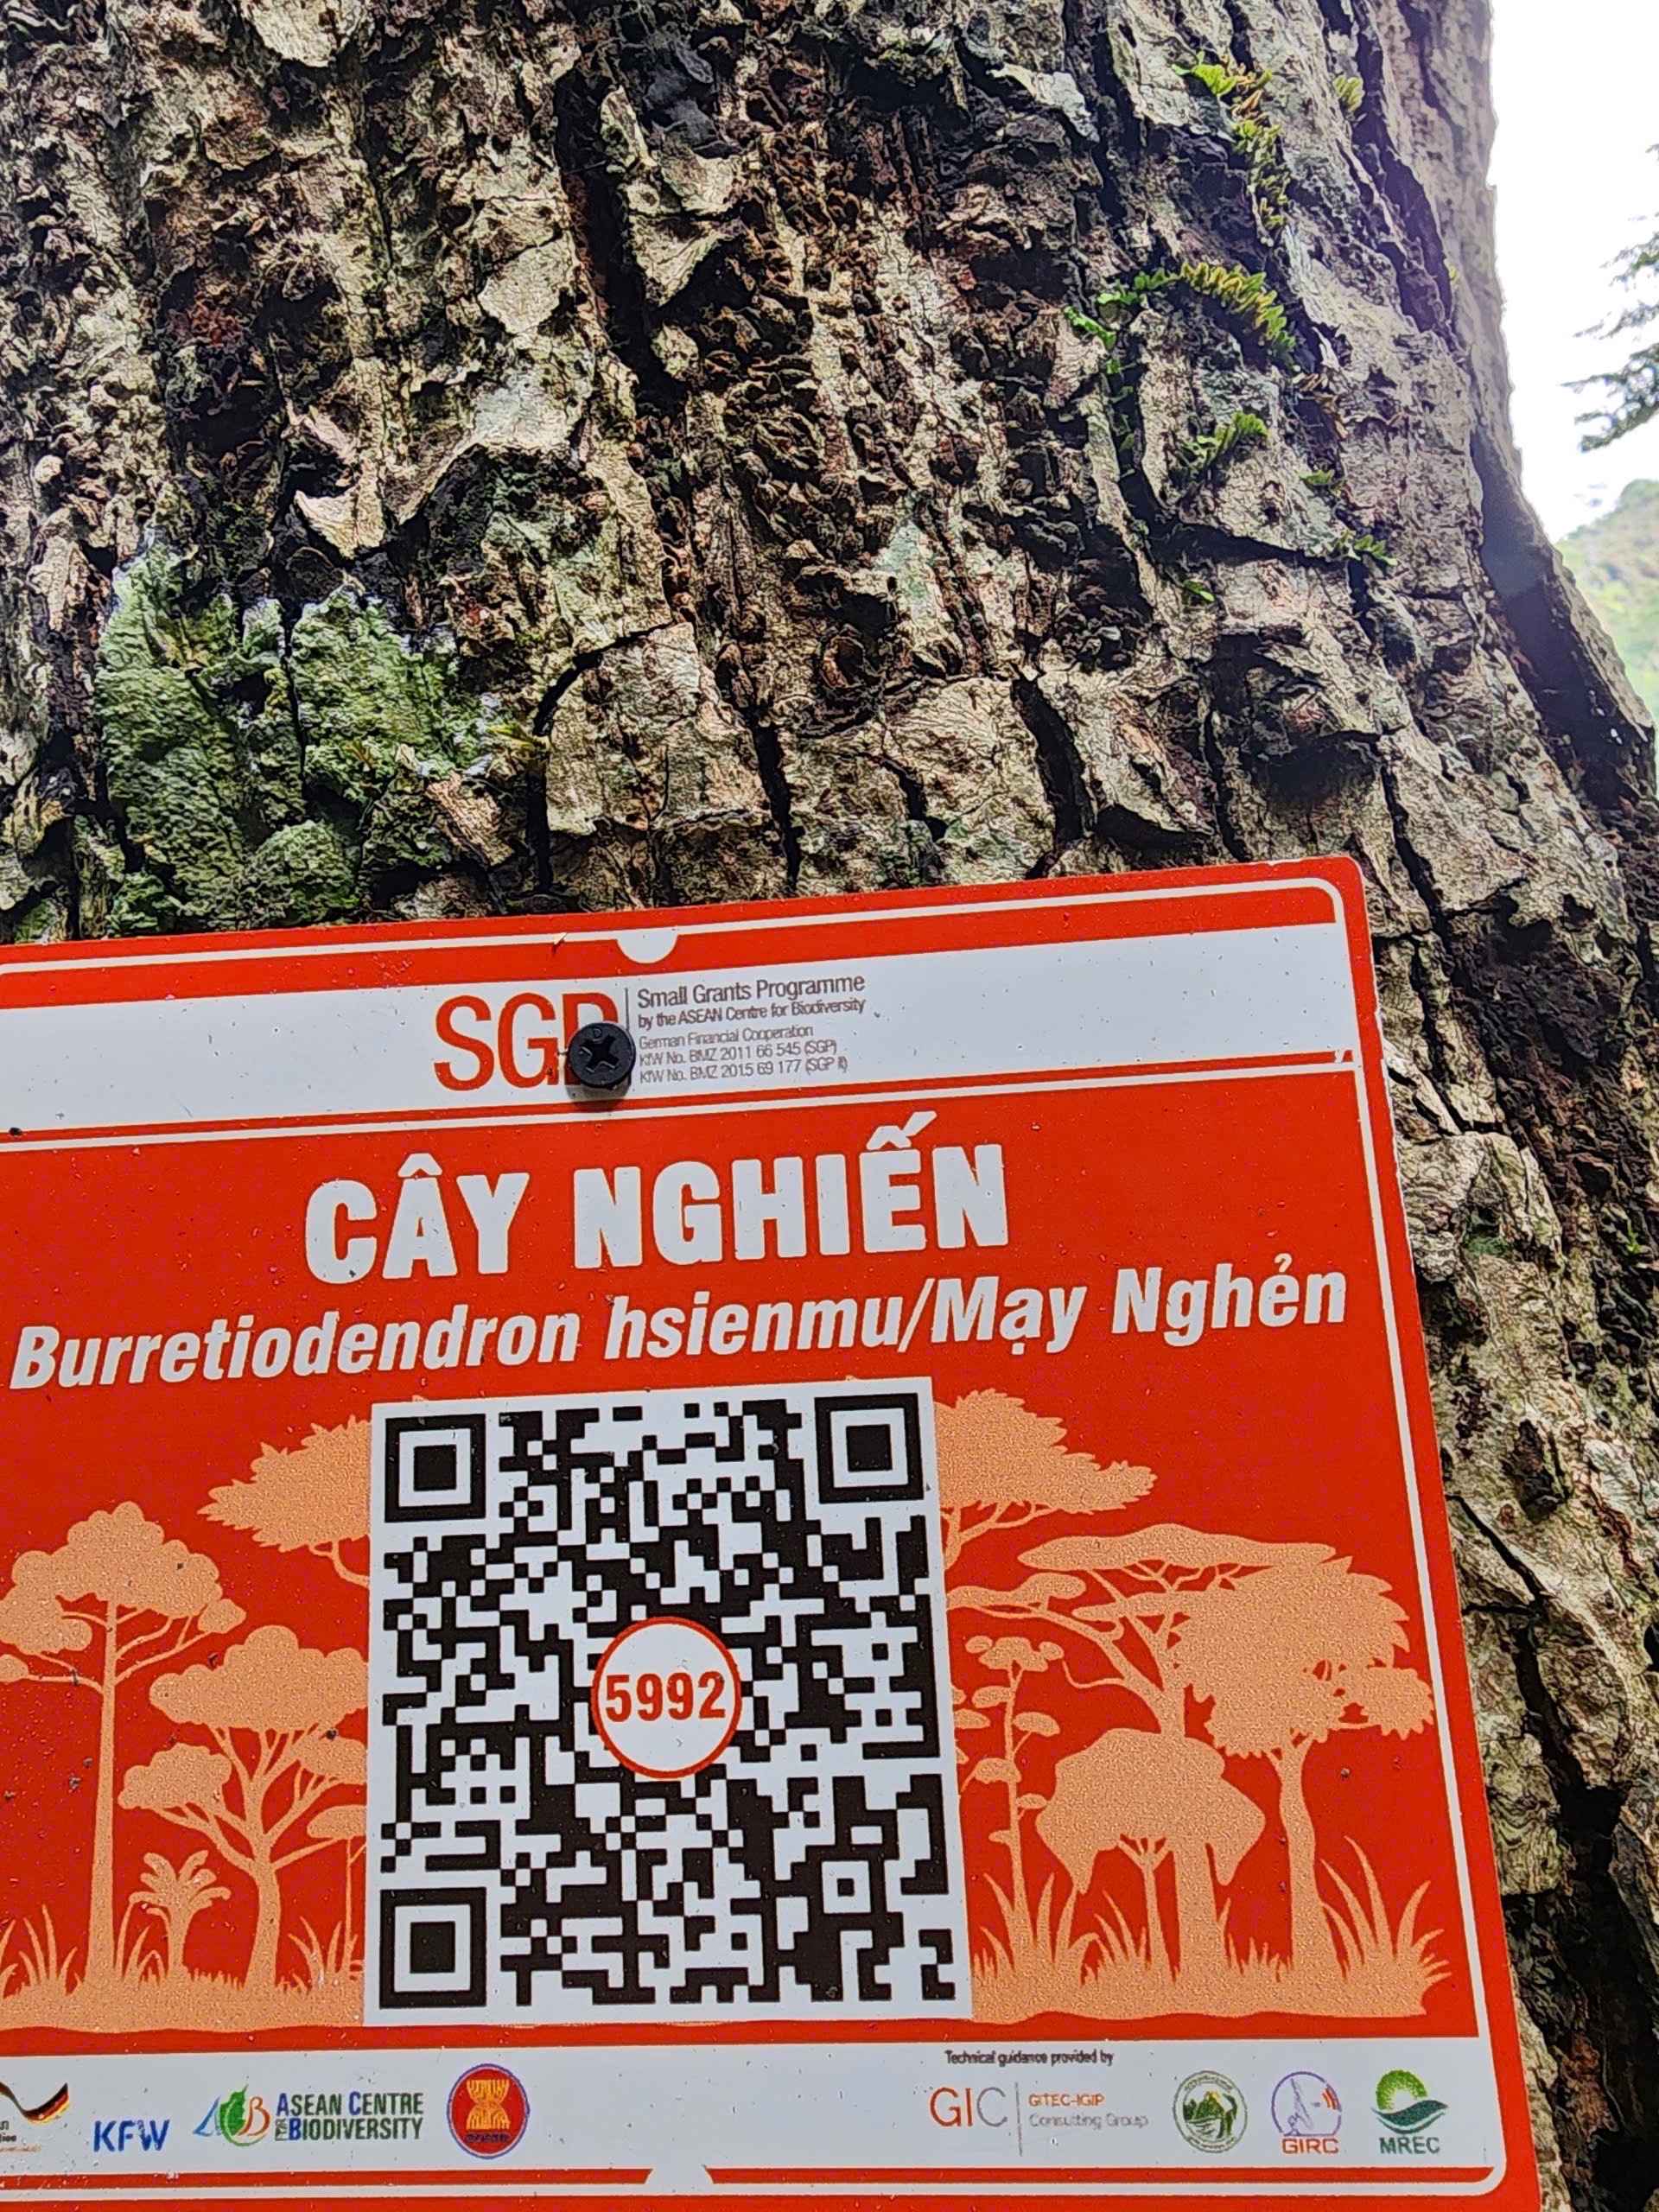 SGP
Small Grants Programme
by the ASEAN Centre for Biodiversity
German Financial Cooperation
KfW No. BMZ 2011 66 545 (SGP)
KfW No. BMZ 2015 69 177 (SGP II)
CÂY NGHIẾN
Burretiodendron hsienmu/Mạy Nghẻn
5992
KFW
ACB
ASEAN CENTRE
FOR BIODIVERSITY
Technical guidance provided by
GIC
GITEC-IGIP
Consulting Group
GIRC
MREC